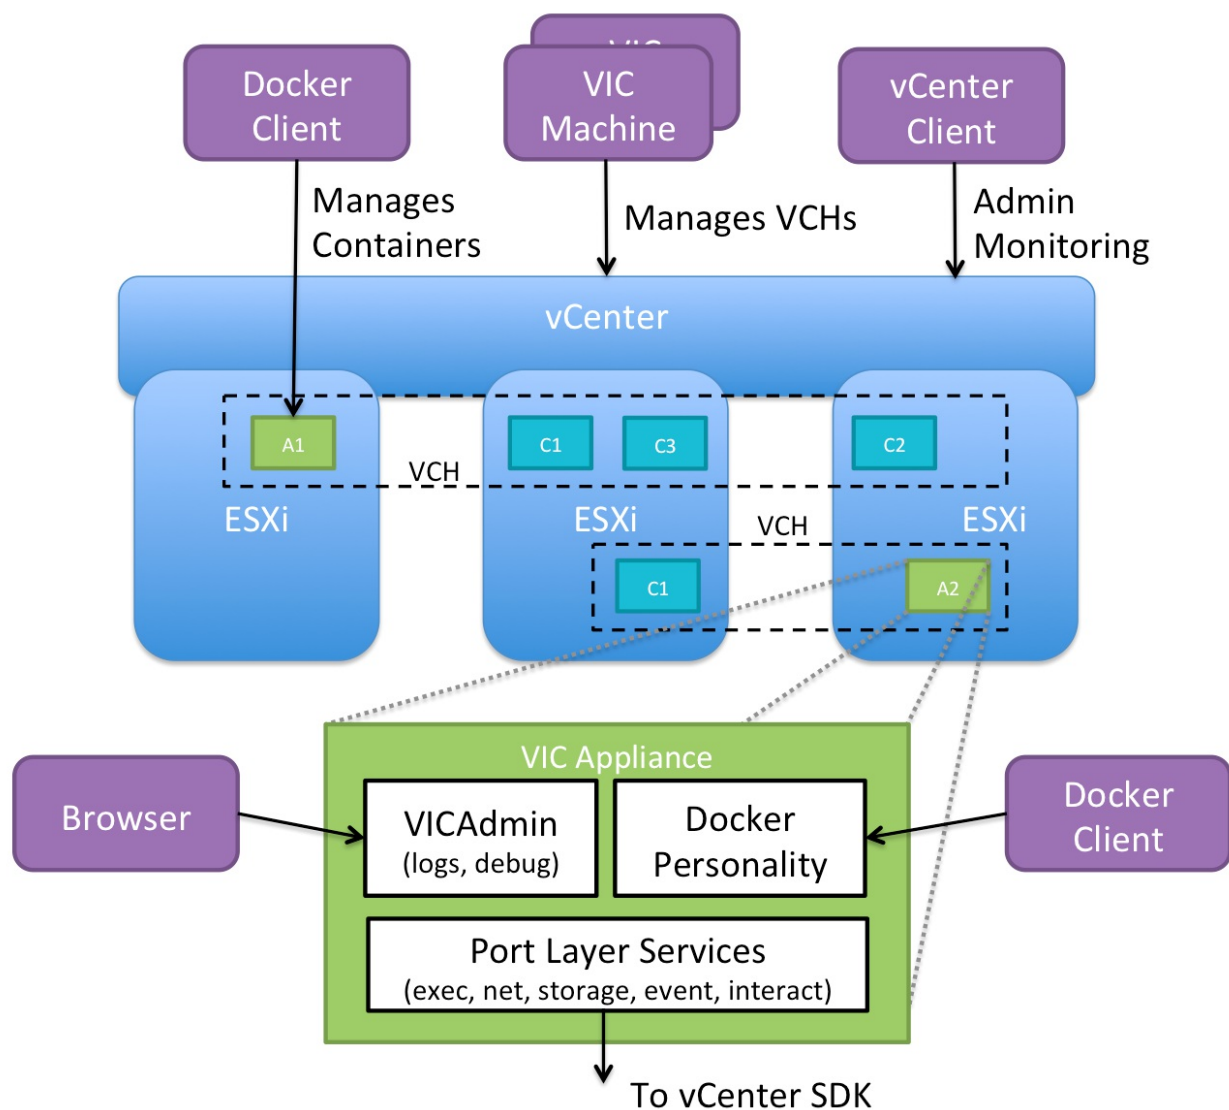 VIC
Docker
Client
VIC
Machine
vCenter
Client
Manages
Containers
Manages VCHs
Admin
Monitoring
vCenter
A1
C1
C3
C2
VCH
ESXi
ESXi
ESXi
VCH
C1
A2
VIC Appliance
Browser
VICAdmin
(logs, debug)
Docker
Personality
Docker
Client
Port Layer Services
(exec, net, storage, event, interact)
To vCenter SDK